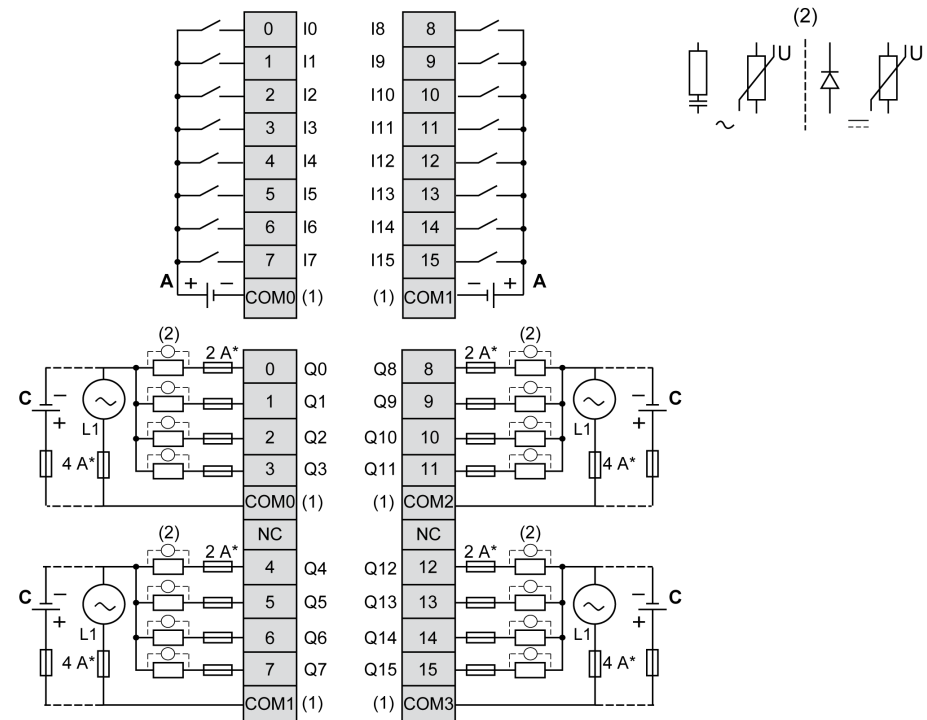 (2)
U U
0 I0 I8 8
1 I1 I9 9
2 I2 I10 10
3 I3 I11 11
4 I4 I12 12
5 I5 I13 13
6 I6 I14 14
7 I7 I15 15
A + − COM0 (1) (1) COM1 − + A
(2) 2 A* 0 Q0 Q8 8 2 A* (2)
C − + L1 1 Q1 Q9 9 L1 − + C
2 Q2 Q10 10
4 A* 3 Q3 Q11 11 4 A*
COM0 (1) (1) COM2
NC NC
(2) 2 A* 4 Q4 Q12 12 2 A* (2)
C − + L1 5 Q5 Q13 13 L1 − + C
6 Q6 Q14 14
4 A* 7 Q7 Q15 15 4 A*
COM1 (1) (1) COM3